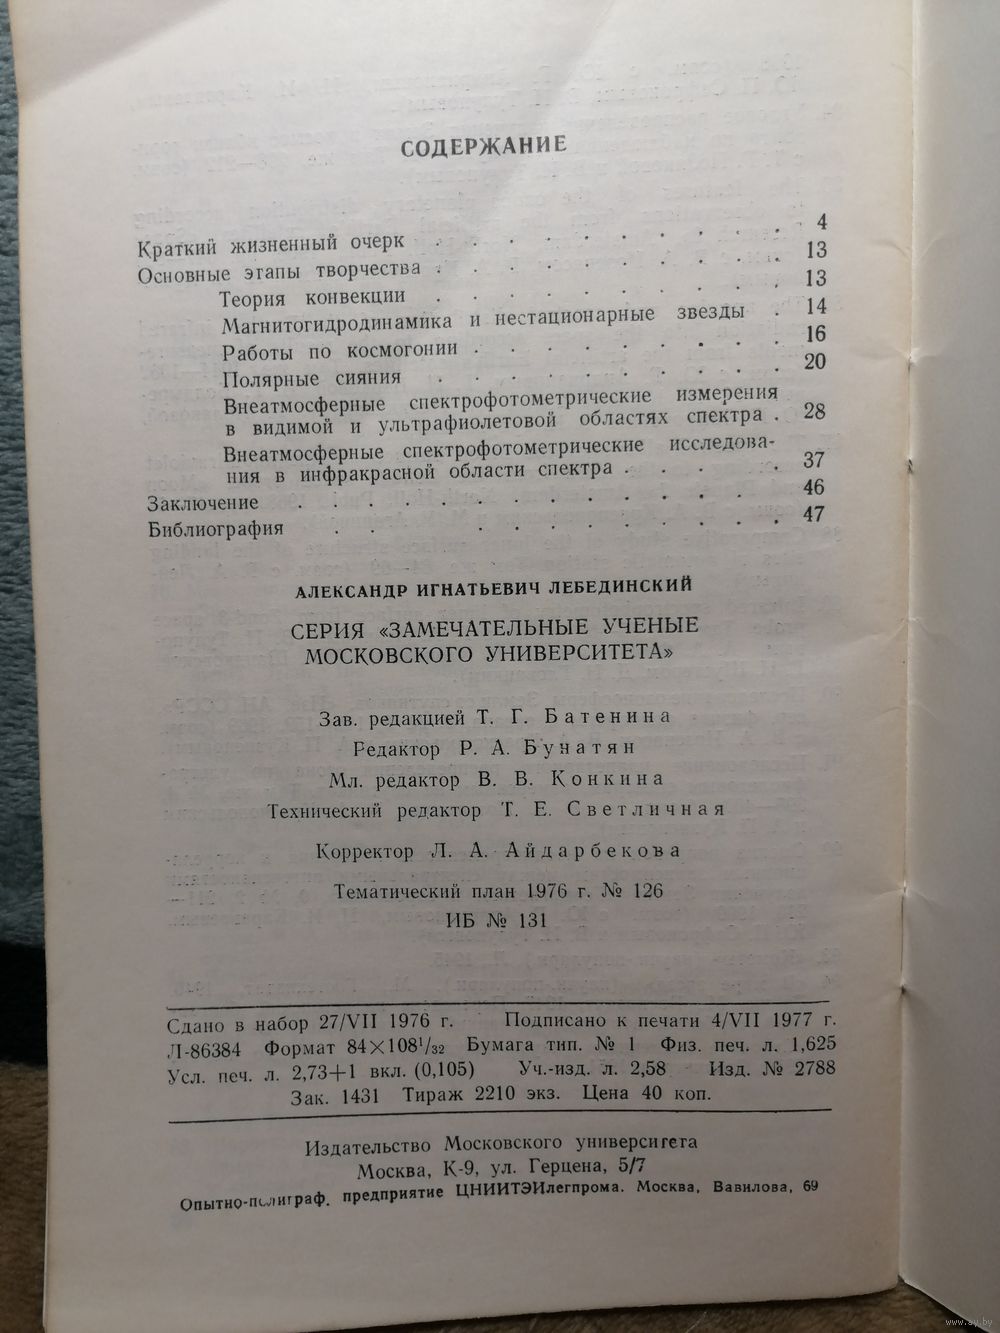 СОДЕРЖАНИЕ
Краткий жизненный очерк . . . . . . . . . . 4
Основные этапы творчества . . . . . . . . . . 13
Теория конвекции . . . . . . . . . . 13
Магнитогидродинамика и нестационарные звезды . 14
Работы по космогонии . . . . . . . . . 16
Полярные сияния . . . . . . . . . . 20
Внеатмосферные спектрофотометрические измерения
в видимой и ультрафиолетовой областях спектра . 28
Внеатмосферные спектрофотометрические исследова-
ния в инфракрасной области спектра . . . . . 37
Заключение . . . . . . . . . . . . . 46
Библиография . . . . . . . . . . . . 47
АЛЕКСАНДР ИГНАТЬЕВИЧ ЛЕБЕДИНСКИЙ
СЕРИЯ «ЗАМЕЧАТЕЛЬНЫЕ УЧЕНЫЕ
МОСКОВСКОГО УНИВЕРСИТЕТА»
Зав. редакцией Т. Г. Батенина
Редактор Р. А. Бунатян
Мл. редактор В. В. Конкина
Технический редактор Т. Е. Светличная
Корректор Л. А. Айдарбекова
Тематический план 1976 г. № 126
ИБ № 131
Сдано в набор 27/VII 1976 г. Подписано к печати 4/VII 1977 г.
Л-86384 Формат 84×108¹/₃₂ Бумага тип. № 1 Физ. печ. л. 1,625
Усл. печ. л. 2,73+1 вкл. (0,105) Уч.-изд. л. 2,58 Изд. № 2788
Зак. 1431 Тираж 2210 экз. Цена 40 коп.
Издательство Московского университета
Москва, К-9, ул. Герцена, 5/7
Опытно-полиграф. предприятие ЦНИИТЭИлегпрома. Москва, Вавилова, 69
www.ay.by